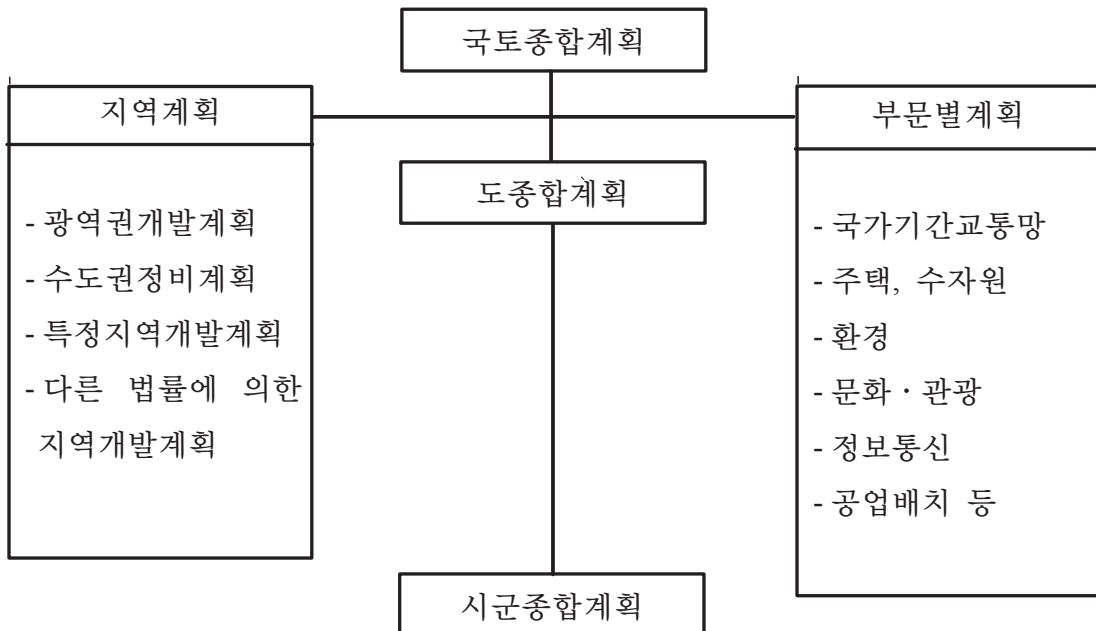 국토종합계획
지역계획
- 광역권개발계획
- 수도권정비계획
- 특정지역개발계획
- 다른 법률에 의한
지역개발계획
도종합계획
시군종합계획
부문별계획
- 국가기간교통망
- 주택, 수자원
- 환경
- 문화 · 관광
- 정보통신
- 공업배치 등